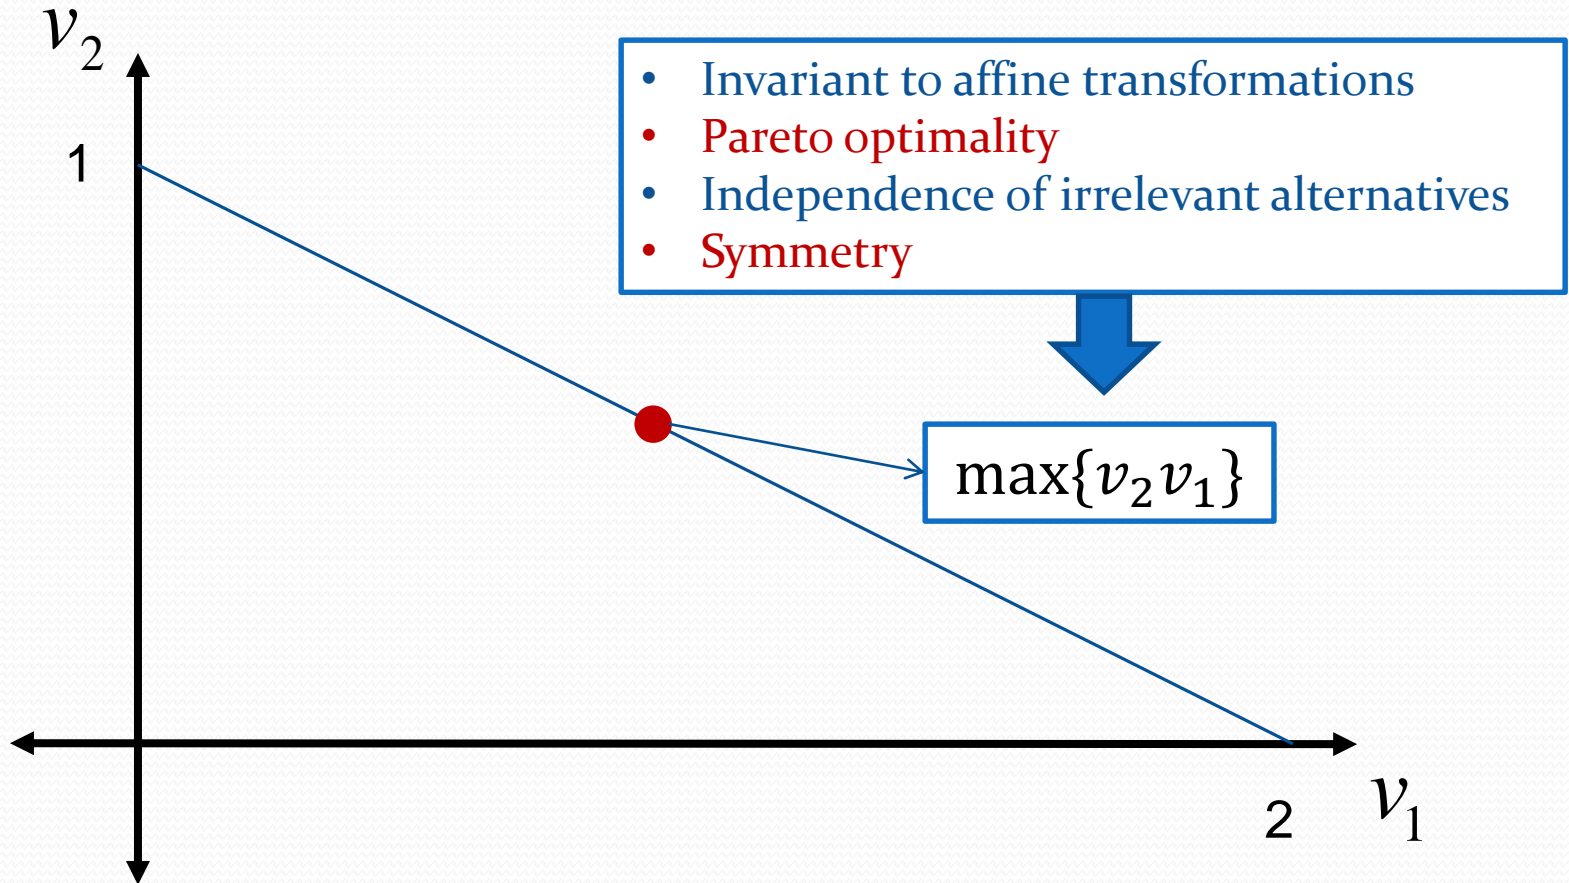 v₂
1
• Invariant to affine transformations
• Pareto optimality
• Independence of irrelevant alternatives
• Symmetry
max{v₂v₁}
2
v₁